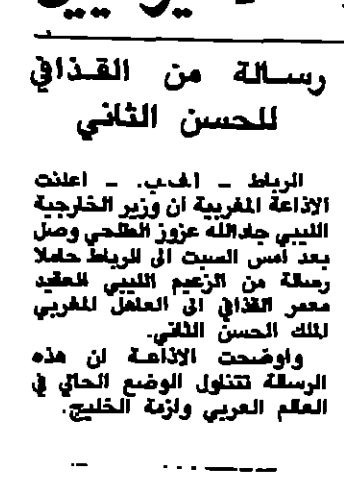 رسالة من القذافي
للحسن الثاني
الرباط - ا.ف.ب. - اعلنت
الاذاعة المغربية ان وزير الخارجية
الليبي جادالله عزوز الطلحي وصل
بعد امس السبت الى الرباط حاملا
رسالة من الزعيم الليبي العقيد
معمر القذافي الى العاهل المغربي
الملك الحسن الثاني.
واوضحت الاذاعة ان هذه
الرسالة تتناول الوضع الحالي في
العالم العربي وازمة الخليج.